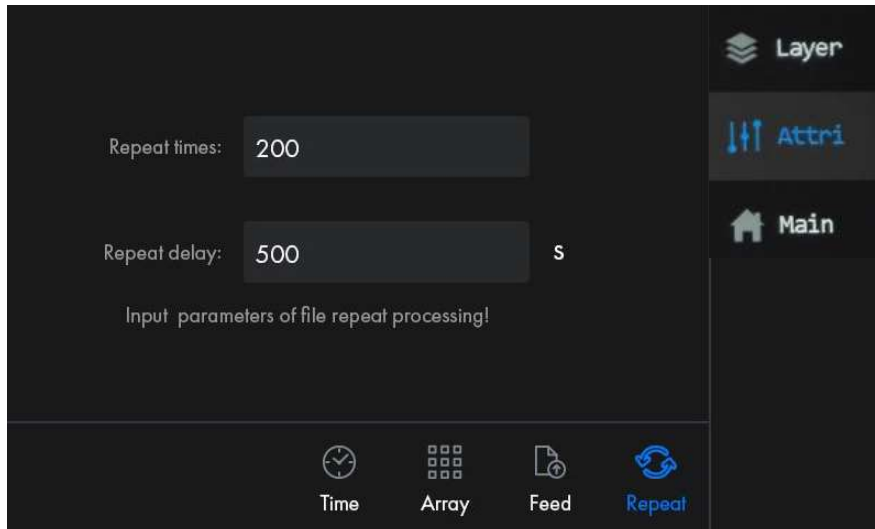 Layer
Attri
Repeat times: 200
Main
Repeat delay: 500 S
Input parameters of file repeat processing!
Time Array Feed Repeat